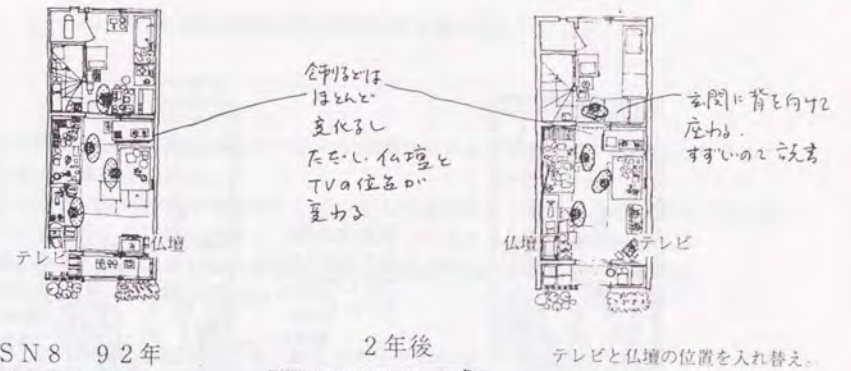 飾りは
ほとんど
変化なし
ただし、仏壇と
TVの位置が
変わる
玄関に背を向けて
座わる.
すずしいので 読書
テレビ
仏壇
仏壇
テレビ
SN8 92年
2年後
テレビと仏壇の位置を入れ替え。